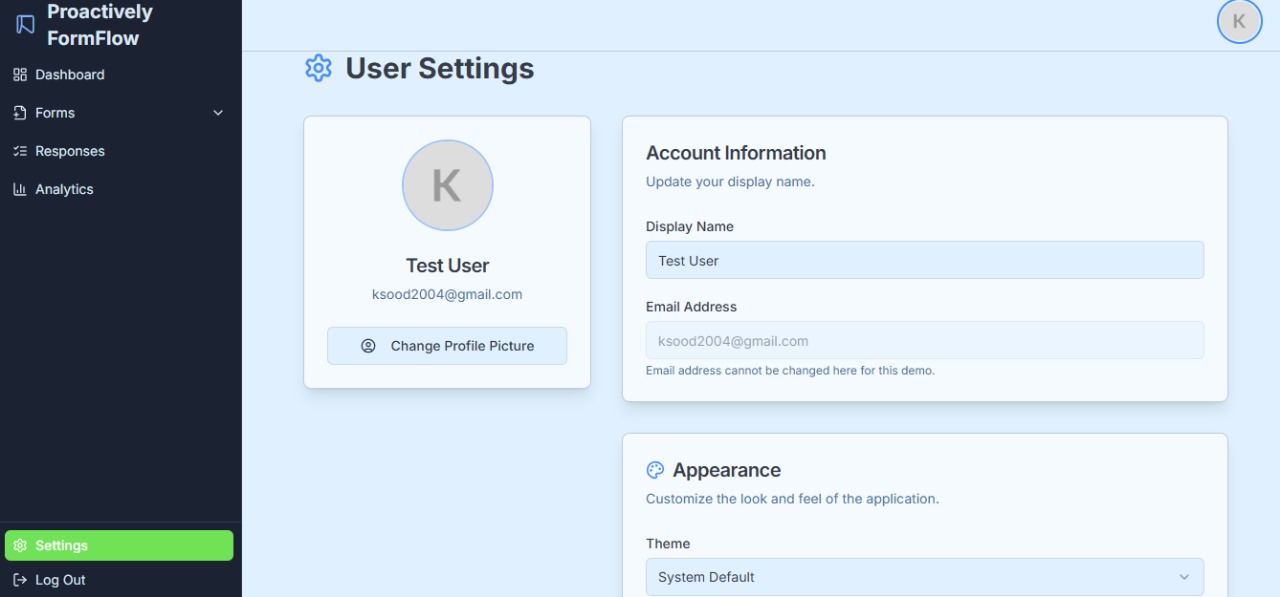 Proactively
FormFlow
Dashboard
Forms
Responses
Analytics
Settings
Log Out
K
User Settings
K
Test User
ksood2004@gmail.com
Change Profile Picture
Account Information
Update your display name.
Display Name
Test User
Email Address
ksood2004@gmail.com
Email address cannot be changed here for this demo.
Appearance
Customize the look and feel of the application.
Theme
System Default